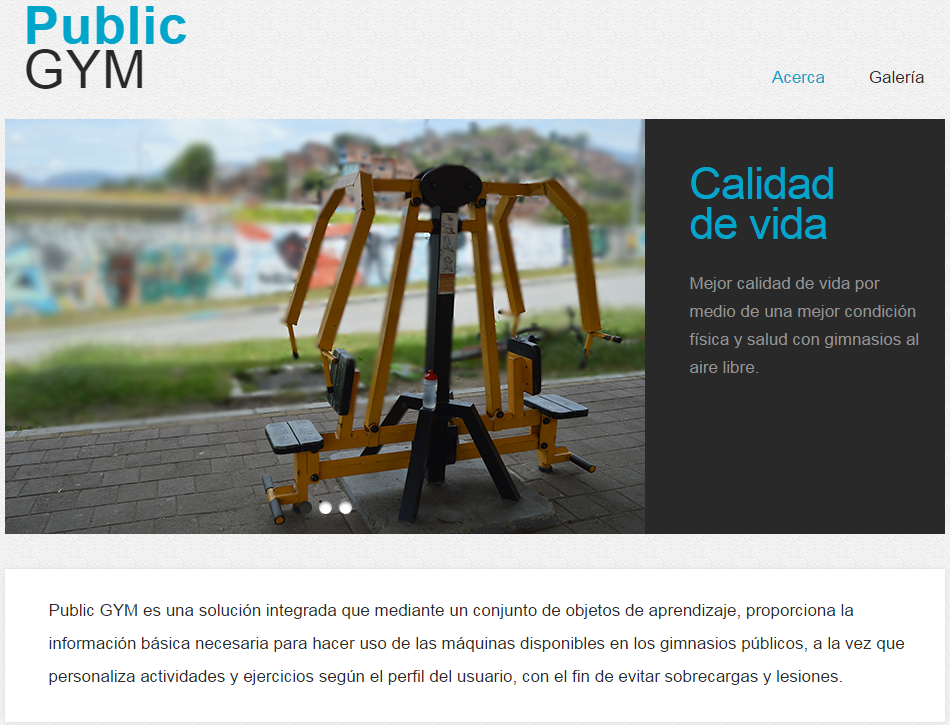 Public
GYM
Acerca
Galería
Calidad
de vida
Mejor calidad de vida por
medio de una mejor condición
física y salud con gimnasios al
aire libre.
Public GYM es una solución integrada que mediante un conjunto de objetos de aprendizaje, proporciona la
información básica necesaria para hacer uso de las máquinas disponibles en los gimnasios públicos, a la vez que
personaliza actividades y ejercicios según el perfil del usuario, con el fin de evitar sobrecargas y lesiones.